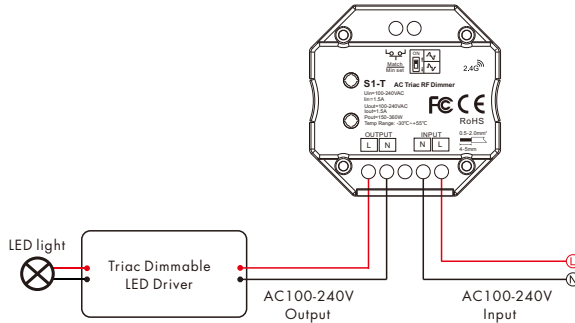 ON
Match
Min set
2.4G
S1-T AC Triac RF Dimmer
Uin=100-240VAC
Iin=1.5A
Uout=100-240VAC
Iout=1.5A
Pout=150-360W
Temp Range: -30°C~+55°C
FC CE
RoHS
OUTPUT
INPUT
L N N L
0.5-2.0mm²
4-5mm
LED light
Triac Dimmable
LED Driver
AC100-240V
Output
AC100-240V
Input
L
N